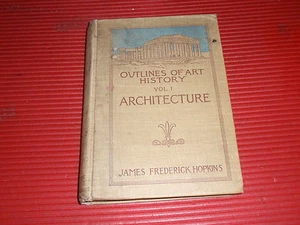 OUTLINES OF ART
HISTORY
VOL. I
ARCHITECTURE
JAMES FREDERICK HOPKINS